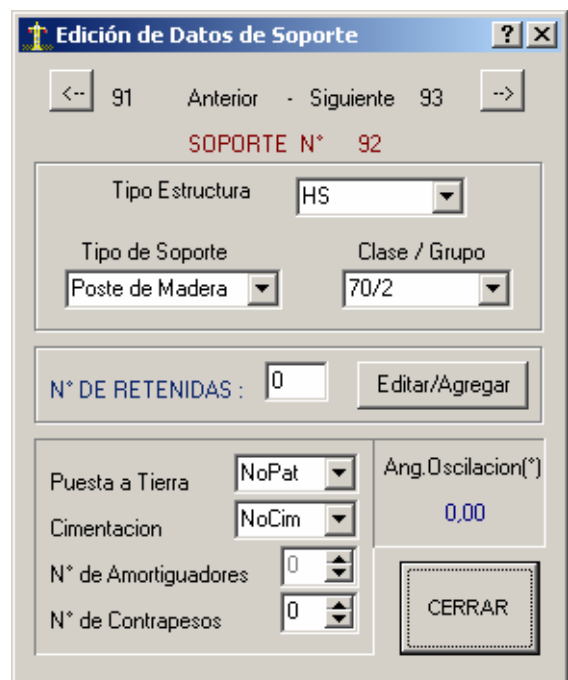 Edición de Datos de Soporte ? X
<-- 91 Anterior - Siguiente 93 -->
SOPORTE N° 92
Tipo Estructura HS
Tipo de Soporte Clase / Grupo
Poste de Madera 70/2
N° DE RETENIDAS : 0 Editar/Agregar
Puesta a Tierra NoPat Ang.Oscilacion(°)
Cimentacion NoCim 0,00
N° de Amortiguadores 0
N° de Contrapesos 0 CERRAR